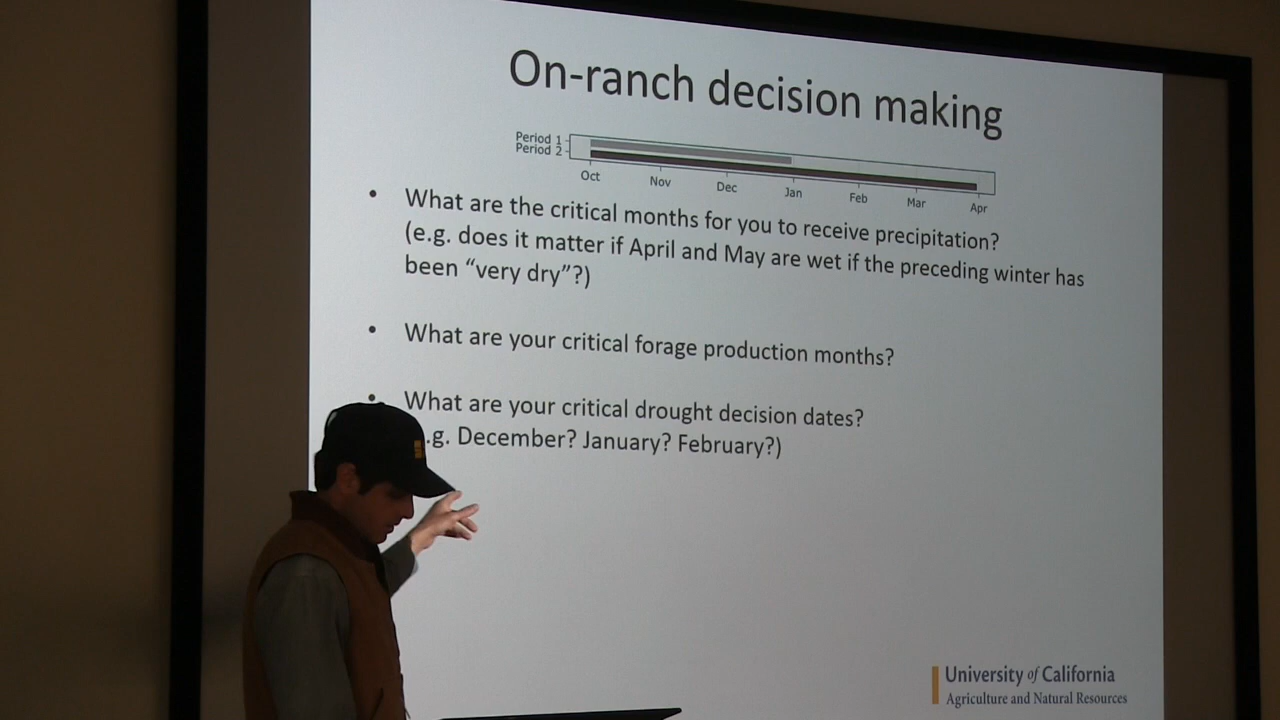 On-ranch decision making
Period 1
Period 2
Oct Nov Dec Jan Feb Mar Apr
• What are the critical months for you to receive precipitation?
(e.g. does it matter if April and May are wet if the preceding winter has
been “very dry”?)
• What are your critical forage production months?
• What are your critical drought decision dates?
.g. December? January? February?)
University of California
Agriculture and Natural Resources